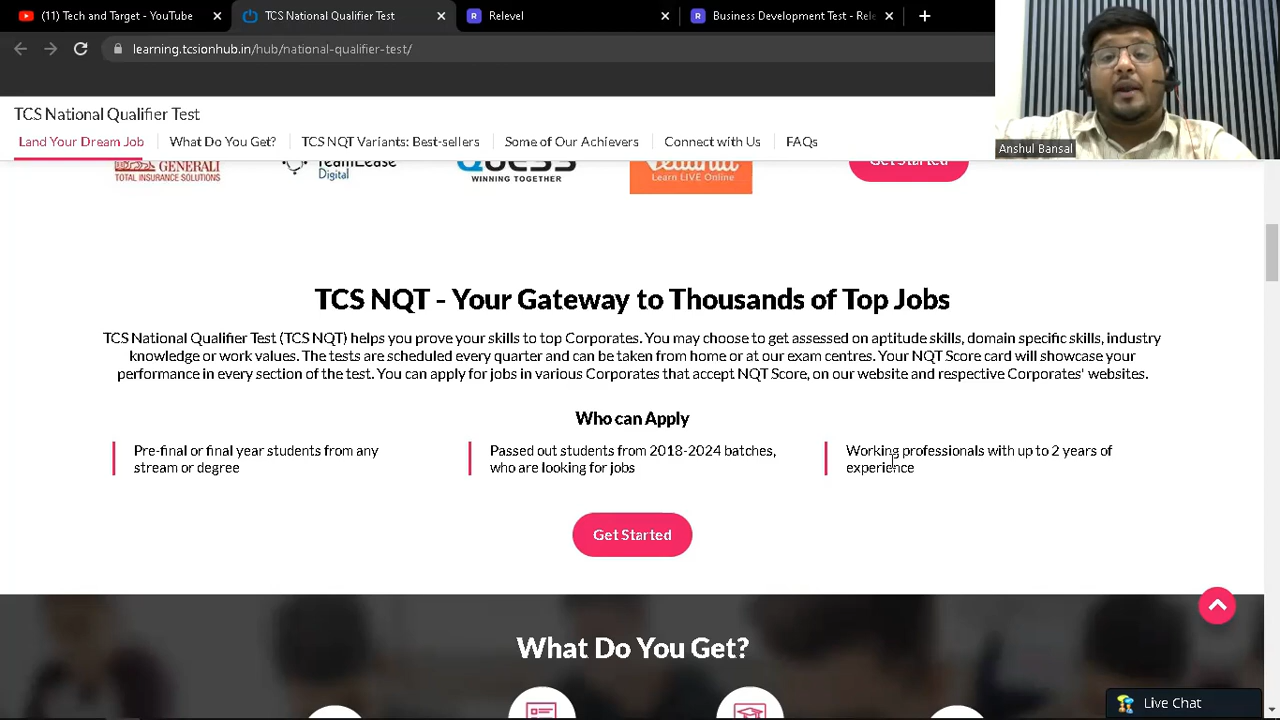 (11) Tech and Target - YouTube
TCS National Qualifier Test
Relevel
Business Development Test - Rele
learning.tcsionhub.in/hub/national-qualifier-test/
TCS National Qualifier Test
Land Your Dream Job
What Do You Get?
TCS NQT Variants: Best-sellers
Some of Our Achievers
Connect with Us
FAQs
Anshul Bansal
GENERALI
TOTAL INSURANCE SOLUTIONS
TeamLease
Digital
QUESS
WINNING TOGETHER
Vedantu
Learn LIVE Online
Get Started
TCS NQT - Your Gateway to Thousands of Top Jobs
TCS National Qualifier Test (TCS NQT) helps you prove your skills to top Corporates. You may choose to get assessed on aptitude skills, domain specific skills, industry
knowledge or work values. The tests are scheduled every quarter and can be taken from home or at our exam centres. Your NQT Score card will showcase your
performance in every section of the test. You can apply for jobs in various Corporates that accept NQT Score, on our website and respective Corporates' websites.
Who can Apply
Pre-final or final year students from any
stream or degree
Passed out students from 2018-2024 batches,
who are looking for jobs
Working professionals with up to 2 years of
experience
Get Started
What Do You Get?
Live Chat